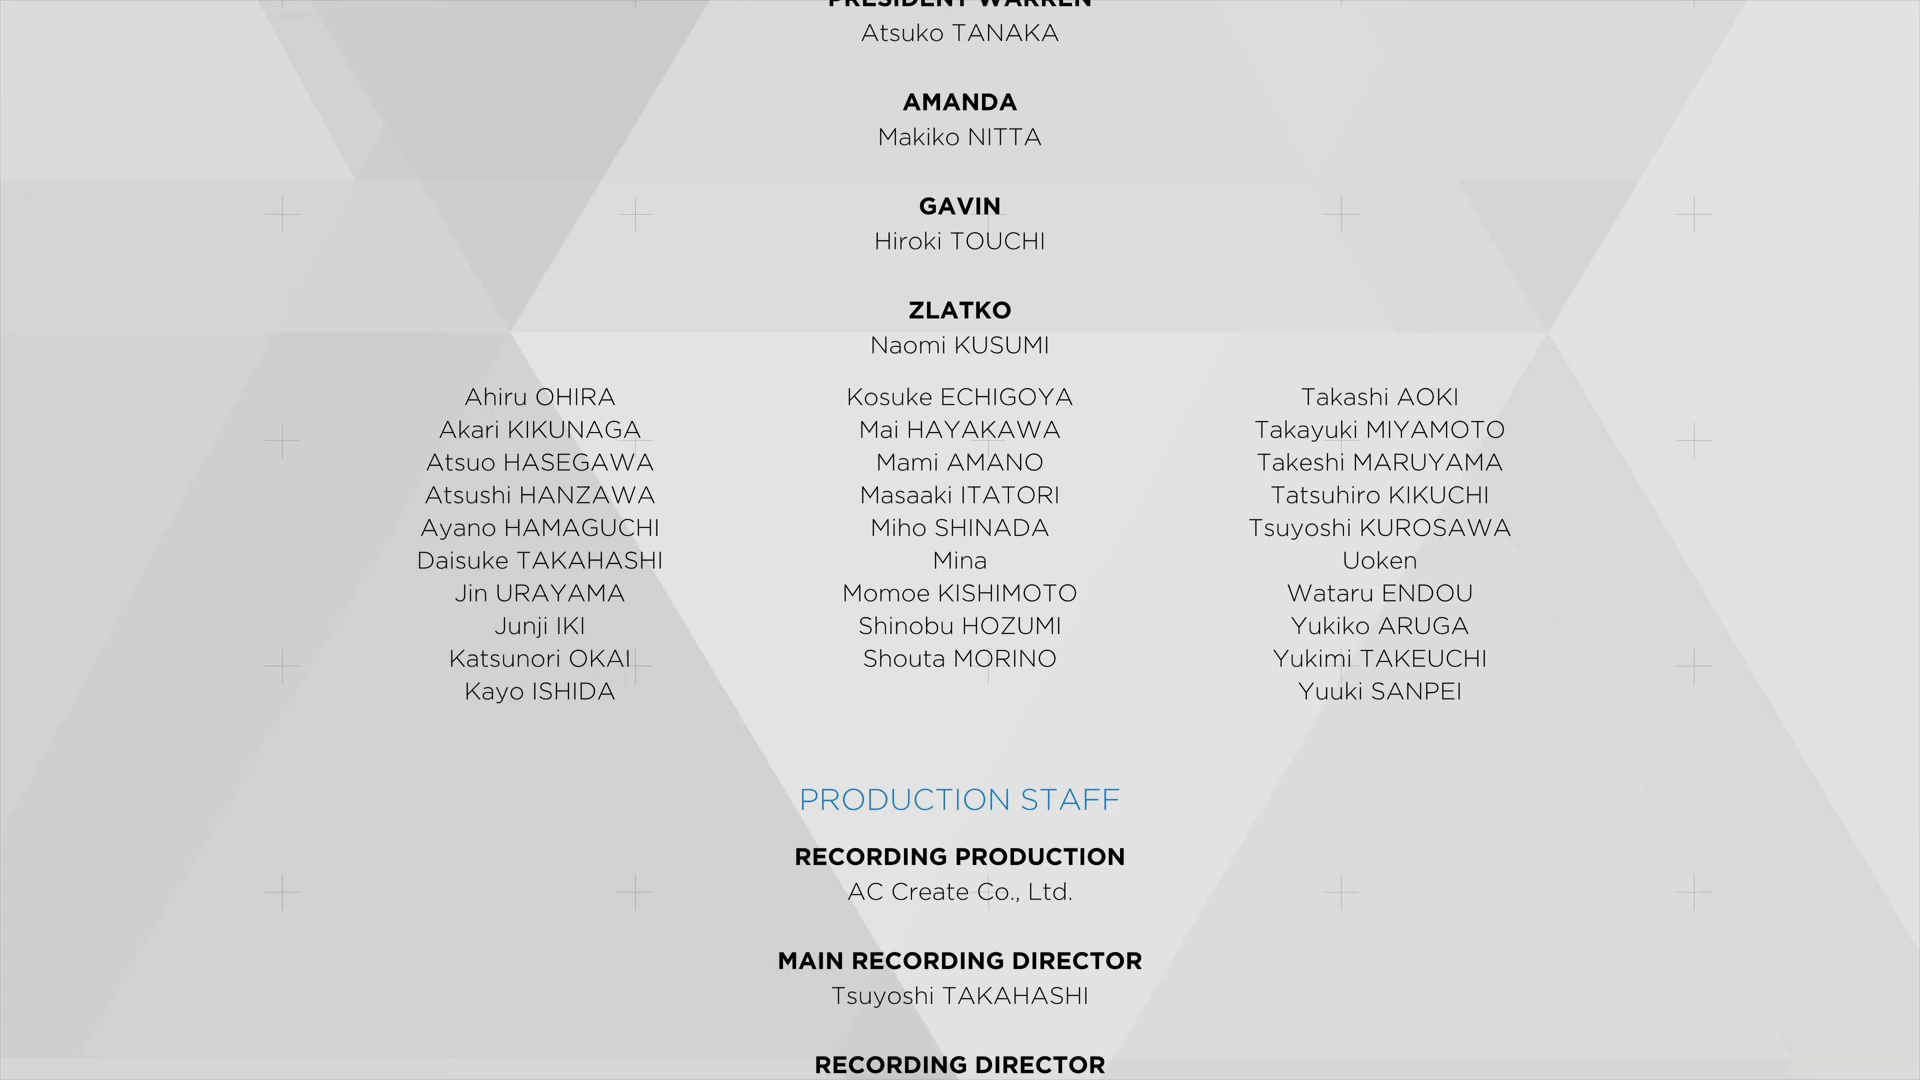 PRESIDENT WARREN
Atsuko TANAKA
AMANDA
Makiko NITTA
GAVIN
Hiroki TOUCHI
ZLATKO
Naomi KUSUMI
Ahiru OHIRA
Akari KIKUNAGA
Atsuo HASEGAWA
Atsushi HANZAWA
Ayano HAMAGUCHI
Daisuke TAKAHASHI
Jin URAYAMA
Junji IKI
Katsunori OKAI
Kayo ISHIDA
Kosuke ECHIGOYA
Mai HAYAKAWA
Mami AMANO
Masaaki ITATORI
Miho SHINADA
Mina
Momoe KISHIMOTO
Shinobu HOZUMI
Shouta MORINO
Takashi AOKI
Takayuki MIYAMOTO
Takeshi MARUYAMA
Tatsuhiro KIKUCHI
Tsuyoshi KUROSAWA
Uoken
Wataru ENDOU
Yukiko ARUGA
Yukimi TAKEUCHI
Yuuki SANPEI
PRODUCTION STAFF
RECORDING PRODUCTION
AC Create Co., Ltd.
MAIN RECORDING DIRECTOR
Tsuyoshi TAKAHASHI
RECORDING DIRECTOR